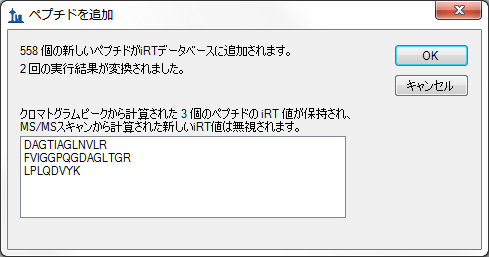 ペプチドを追加
558 個の新しいペプチドがiRTデータベースに追加されます。
2 回の実行結果が変換されました。
OK
キャンセル
クロマトグラムピークから計算された 3 個のペプチドの iRT 値が保持され、
MS/MSスキャンから計算された新しいiRT値は無視されます。
DAGTIAGLNVLR
FVIGGPQGDAGLTGR
LPLQDVYK